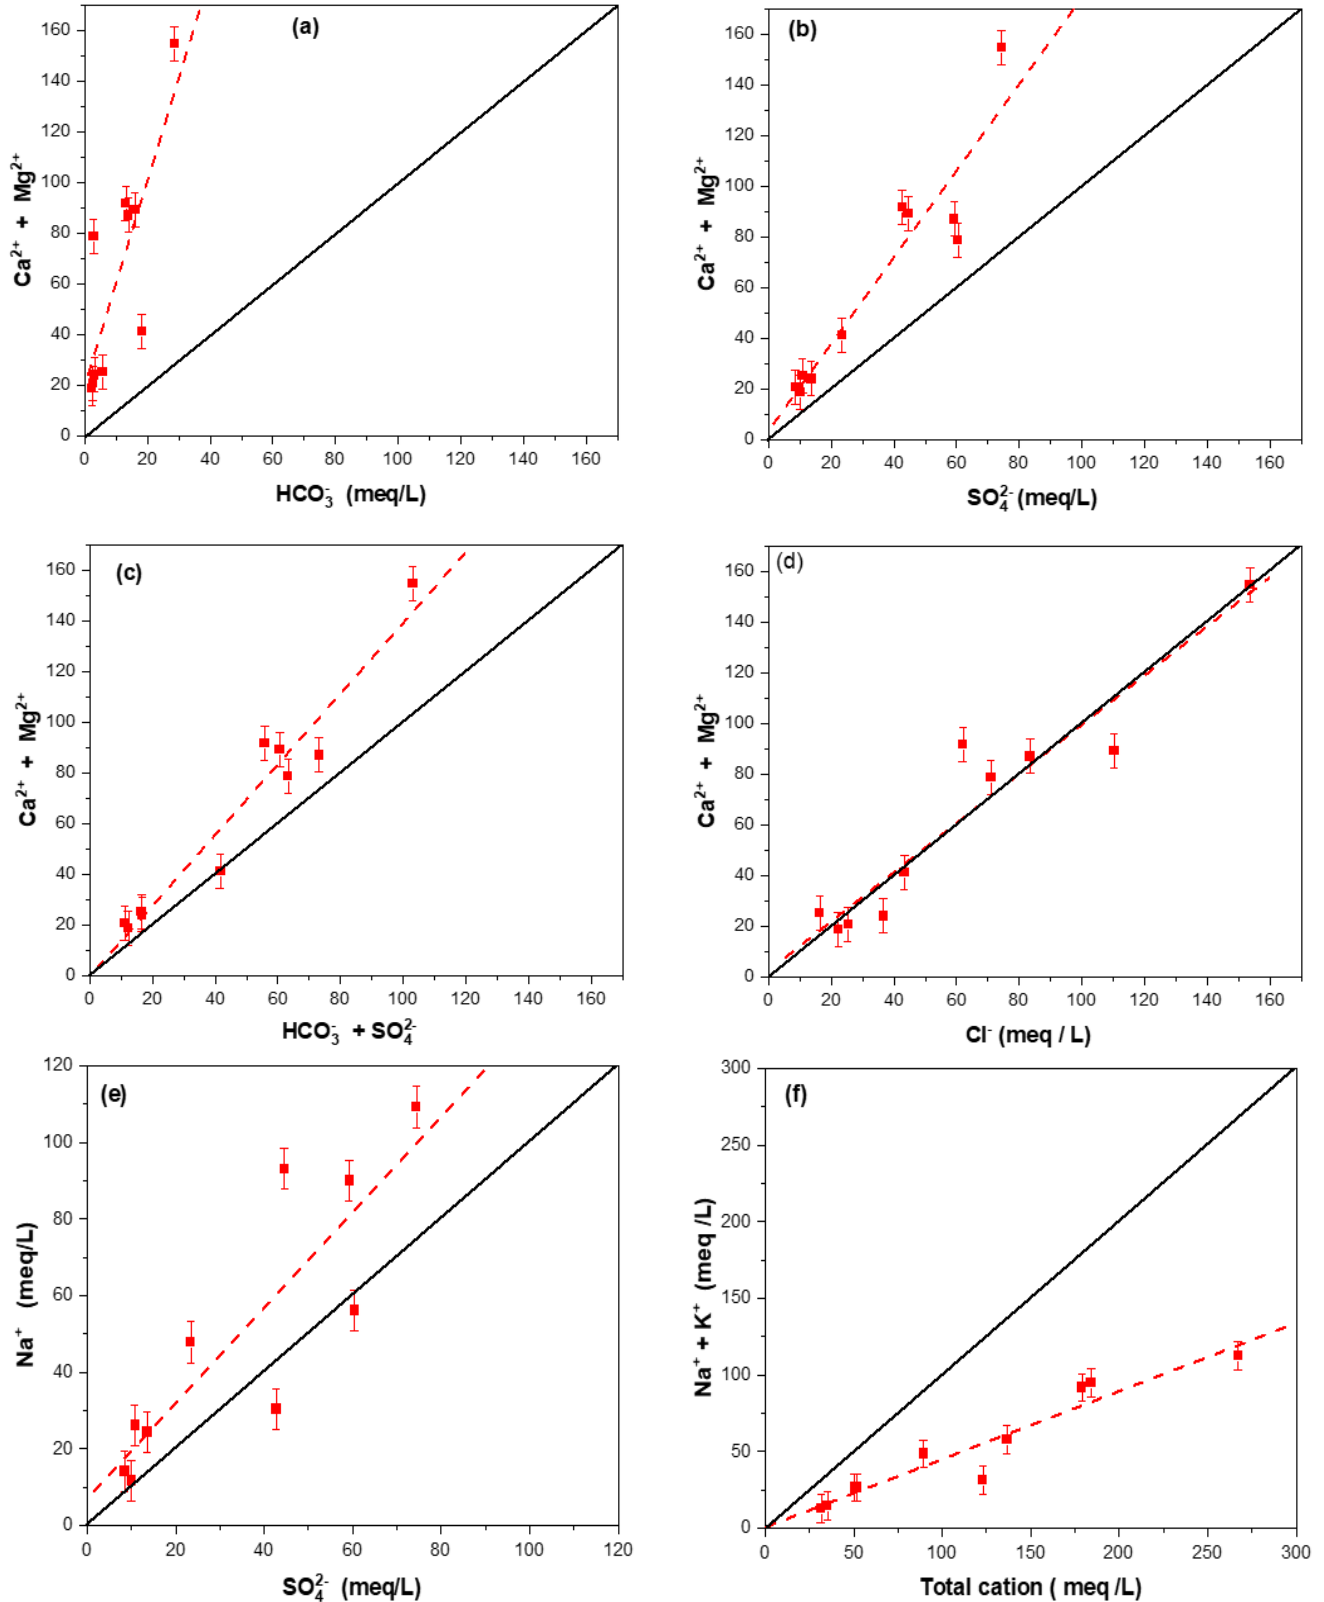 (a)
160
140
120
100
80
60
40
20
0
Ca²⁺ + Mg²⁺
0 20 40 60 80 100 120 140 160
HCO₃⁻ (meq/L)
(b)
160
140
120
100
80
60
40
20
0
Ca²⁺ + Mg²⁺
0 20 40 60 80 100 120 140 160
SO₄²⁻ (meq/L)
(c)
160
140
120
100
80
60
40
20
0
Ca²⁺ + Mg²⁺
0 20 40 60 80 100 120 140 160
HCO₃⁻ + SO₄²⁻
(d)
160
140
120
100
80
60
40
20
0
Ca²⁺ + Mg²⁺
0 20 40 60 80 100 120 140 160
Cl⁻ (meq / L)
(e)
120
100
80
60
40
20
0
Na⁺ (meq/L)
0 20 40 60 80 100 120
SO₄²⁻ (meq/L)
(f)
300
250
200
150
100
50
0
Na⁺ + K⁺ (meq /L)
0 50 100 150 200 250 300
Total cation ( meq /L)